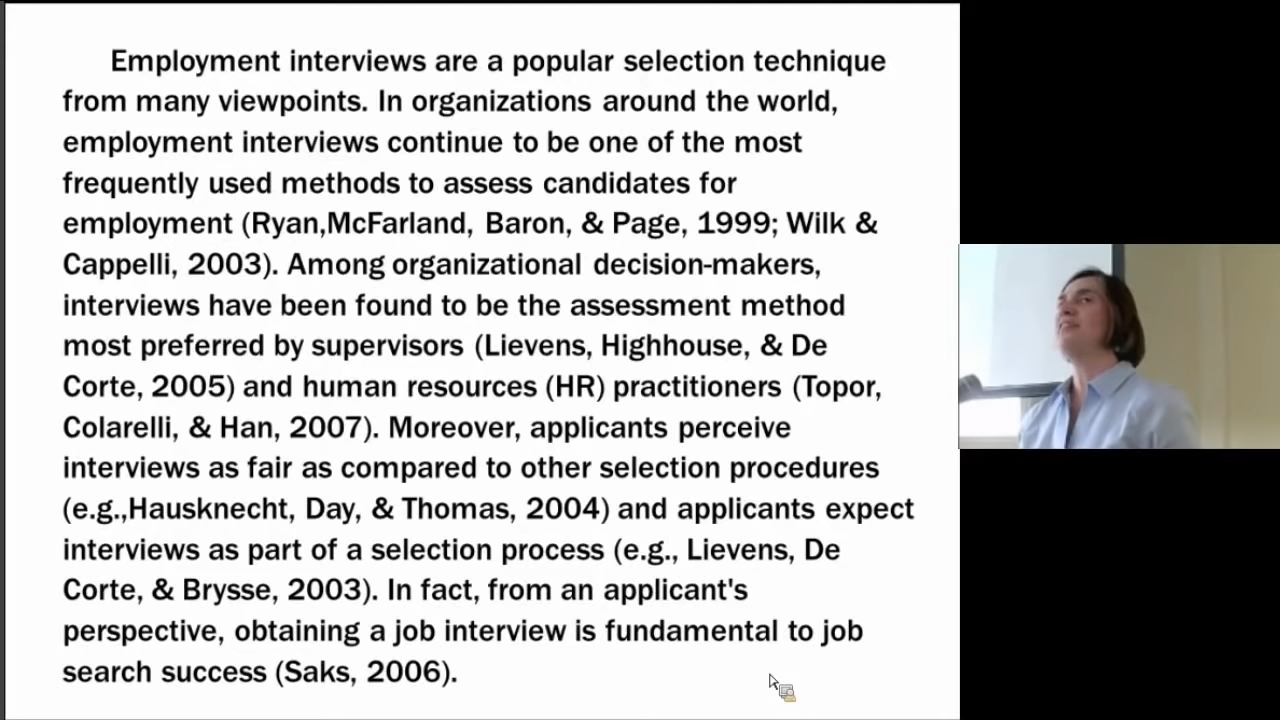 Employment interviews are a popular selection technique
from many viewpoints. In organizations around the world,
employment interviews continue to be one of the most
frequently used methods to assess candidates for
employment (Ryan,McFarland, Baron, & Page, 1999; Wilk &
Cappelli, 2003). Among organizational decision-makers,
interviews have been found to be the assessment method
most preferred by supervisors (Lievens, Highhouse, & De
Corte, 2005) and human resources (HR) practitioners (Topor,
Colarelli, & Han, 2007). Moreover, applicants perceive
interviews as fair as compared to other selection procedures
(e.g.,Hausknecht, Day, & Thomas, 2004) and applicants expect
interviews as part of a selection process (e.g., Lievens, De
Corte, & Brysse, 2003). In fact, from an applicant's
perspective, obtaining a job interview is fundamental to job
search success (Saks, 2006).